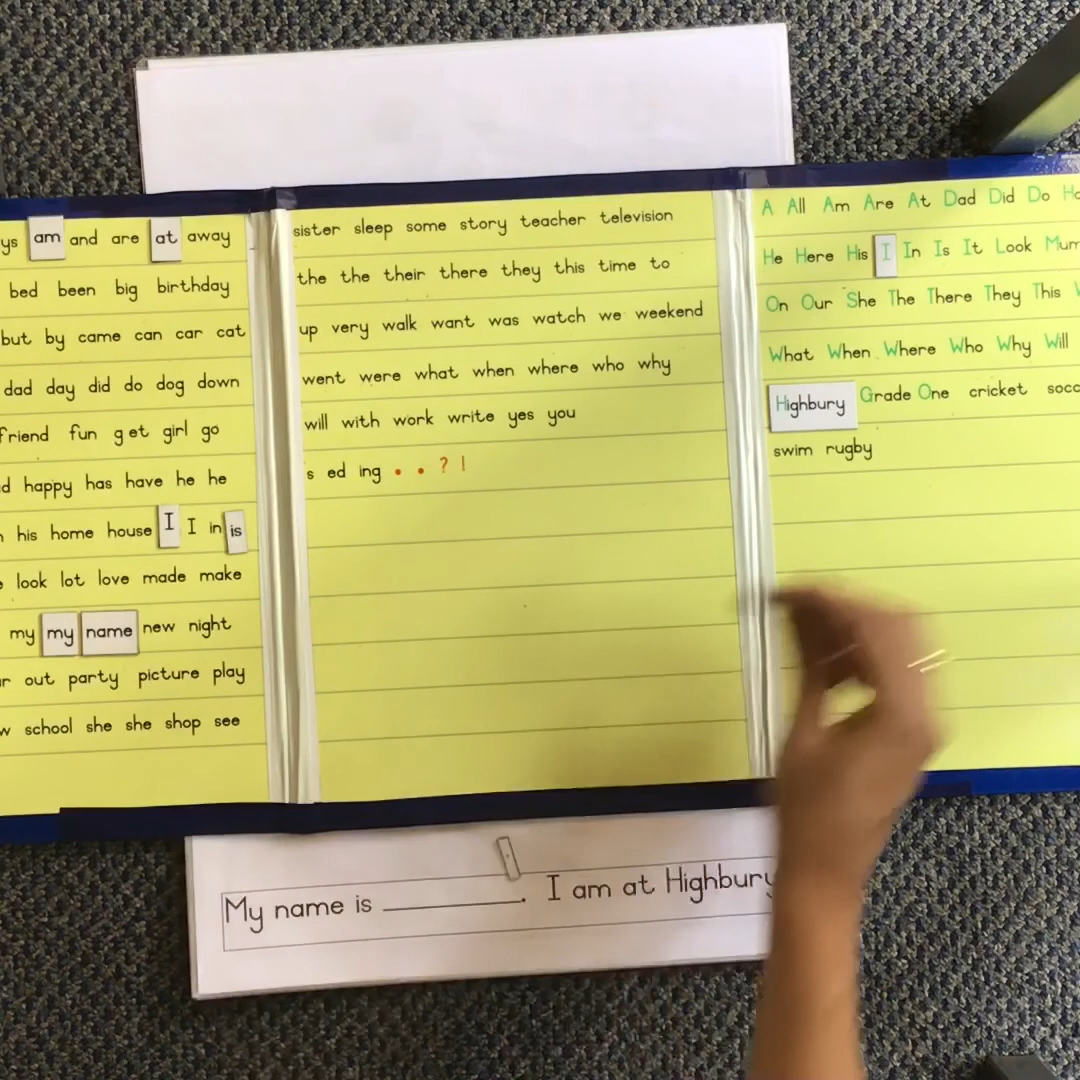 am and are at away
bed been big birthday
but by came can car cat
dad day did do dog down
friend fun get girl go
happy has have he he
his home house I I in is
look lot love made make
my my name new night
out party picture play
school she she shop see
sister sleep some story teacher television
the the their there they this time to
up very walk want was watch we weekend
went were what when where who why
will with work write yes you
s ed ing . . ? !
A All Am Are At Dad Did Do
He Here His I In Is It Look Mum
On Our She The There They This
What When Where Who Why Will
Highbury Grade One cricket
swim rugby
My name is ________. I am at Highbury